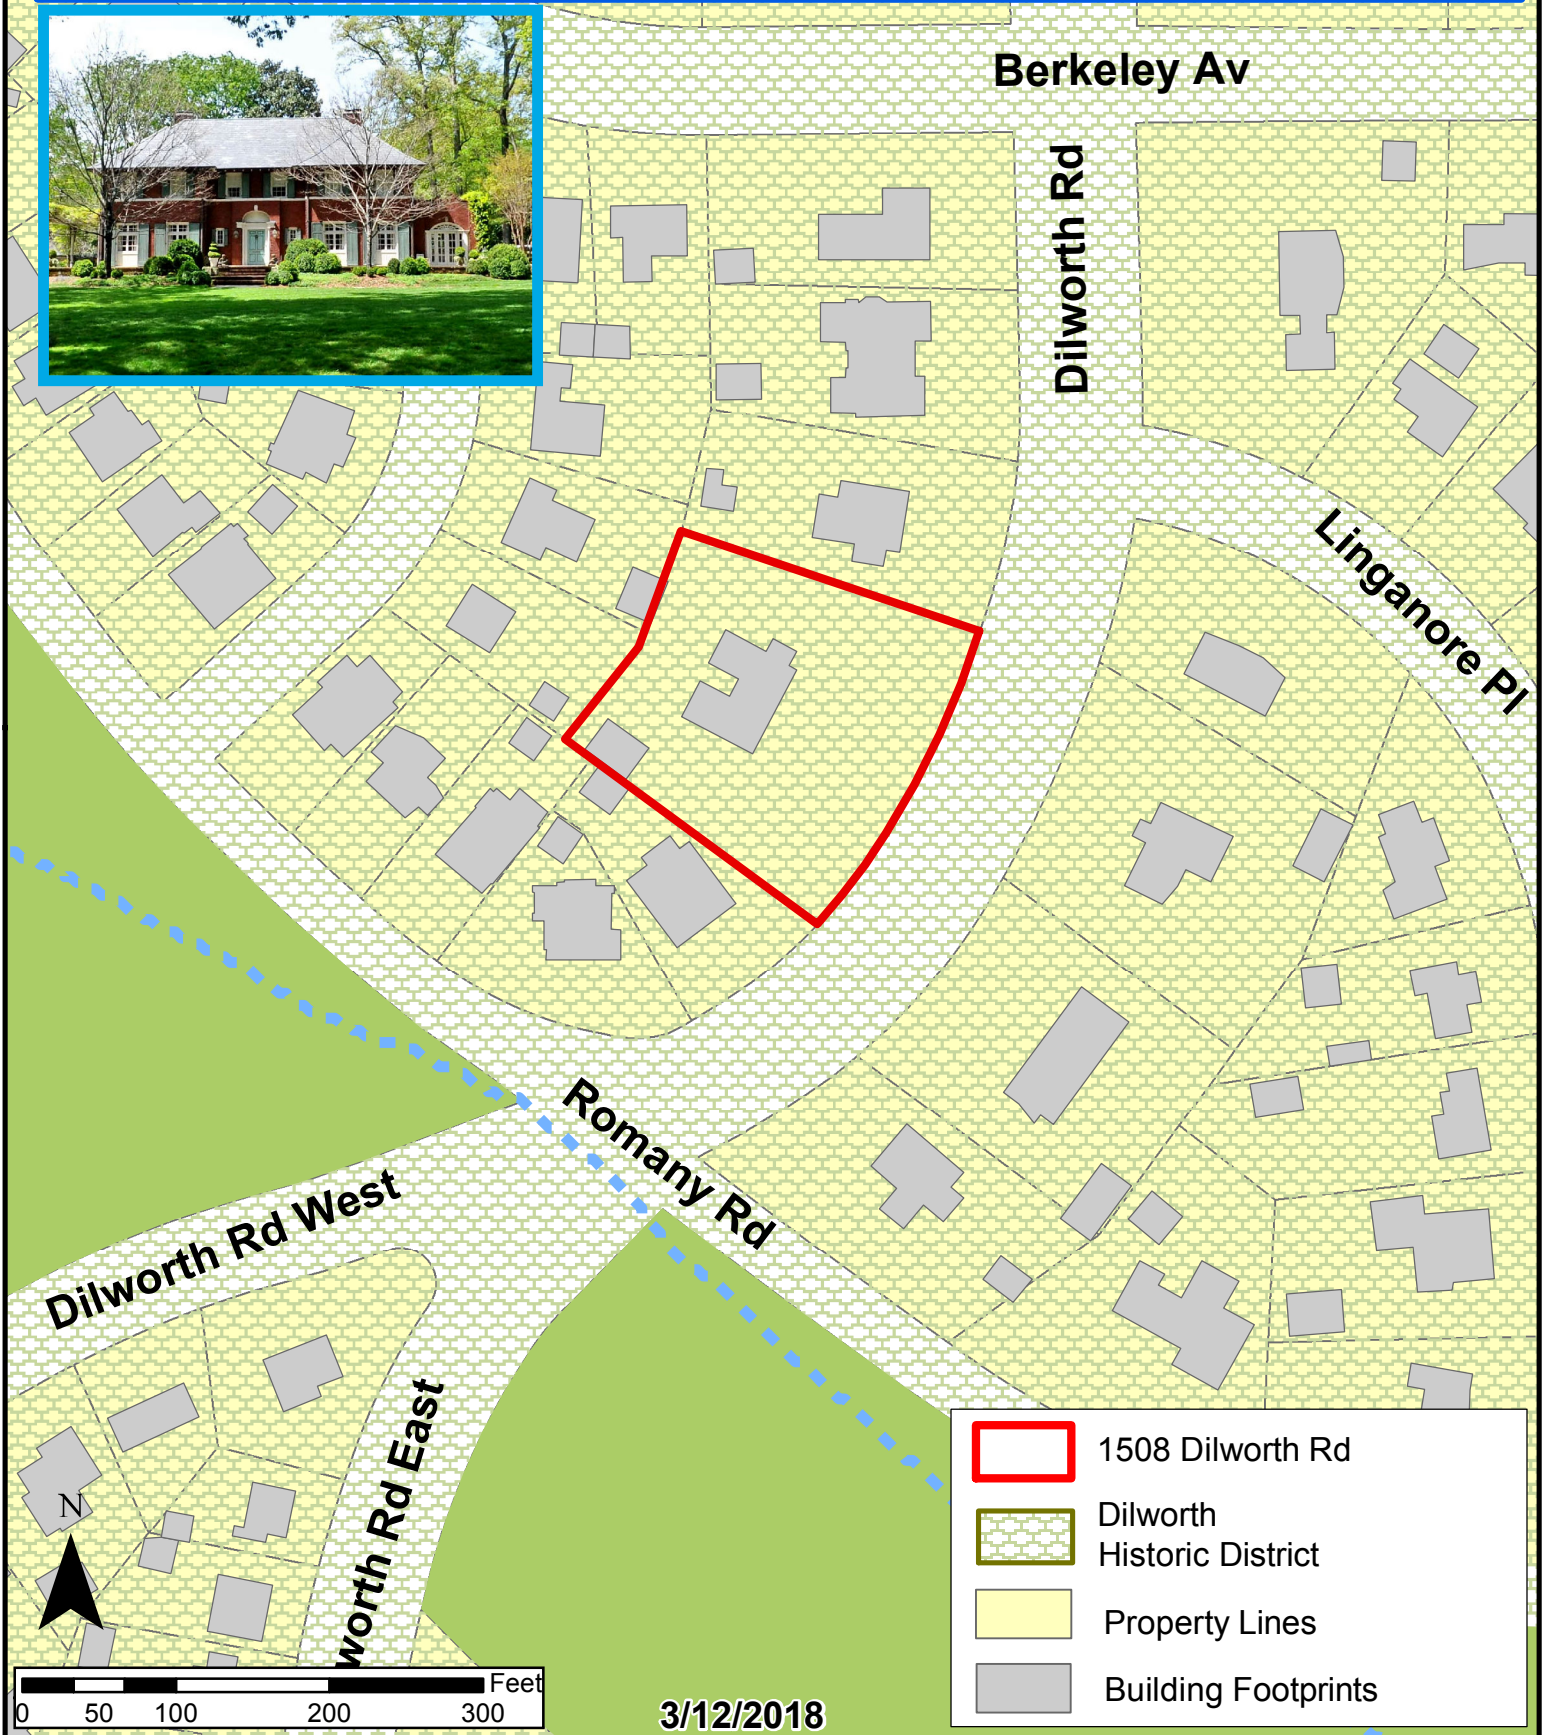 Berkeley Av
Dilworth Rd
Linganore Pl
Romany Rd
Dilworth Rd West
worth Rd East
1508 Dilworth Rd
Dilworth
Historic District
Property Lines
Building Footprints
N
Feet
0 50 100 200 300
3/12/2018